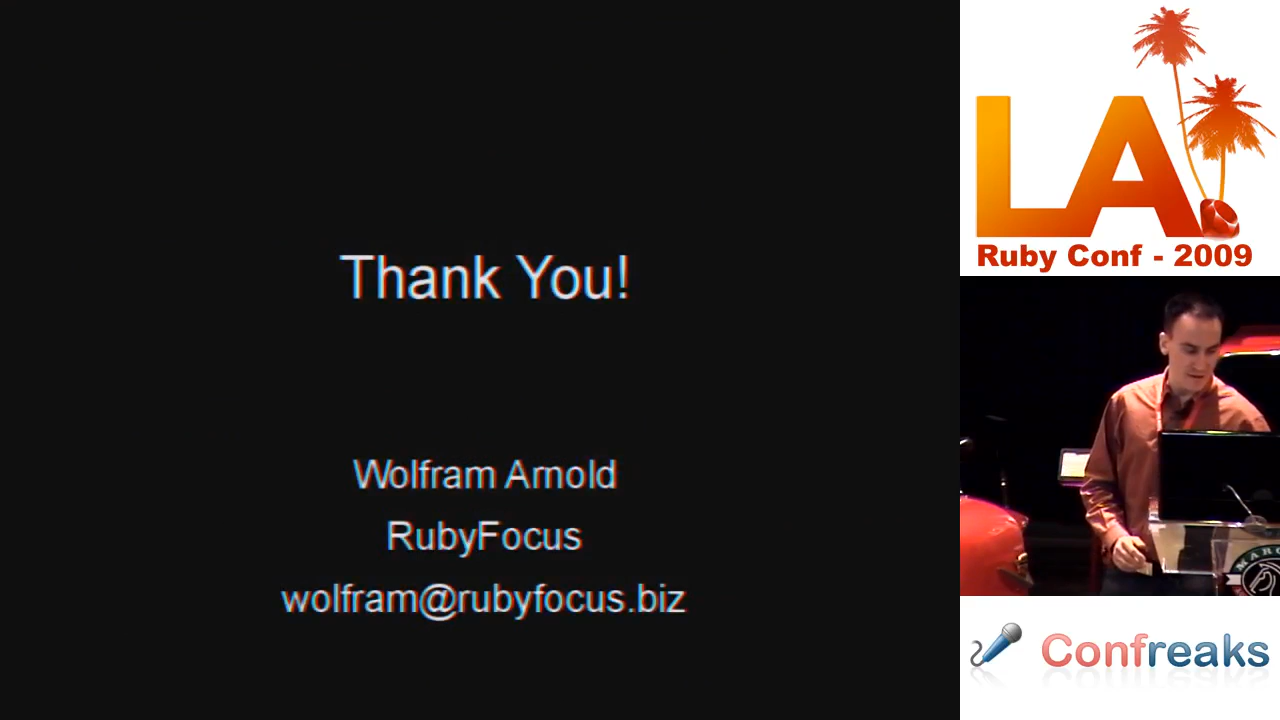 Thank You!
Wolfram Arnold
RubyFocus
wolfram@rubyfocus.biz
LA
Ruby Conf - 2009
Confreaks